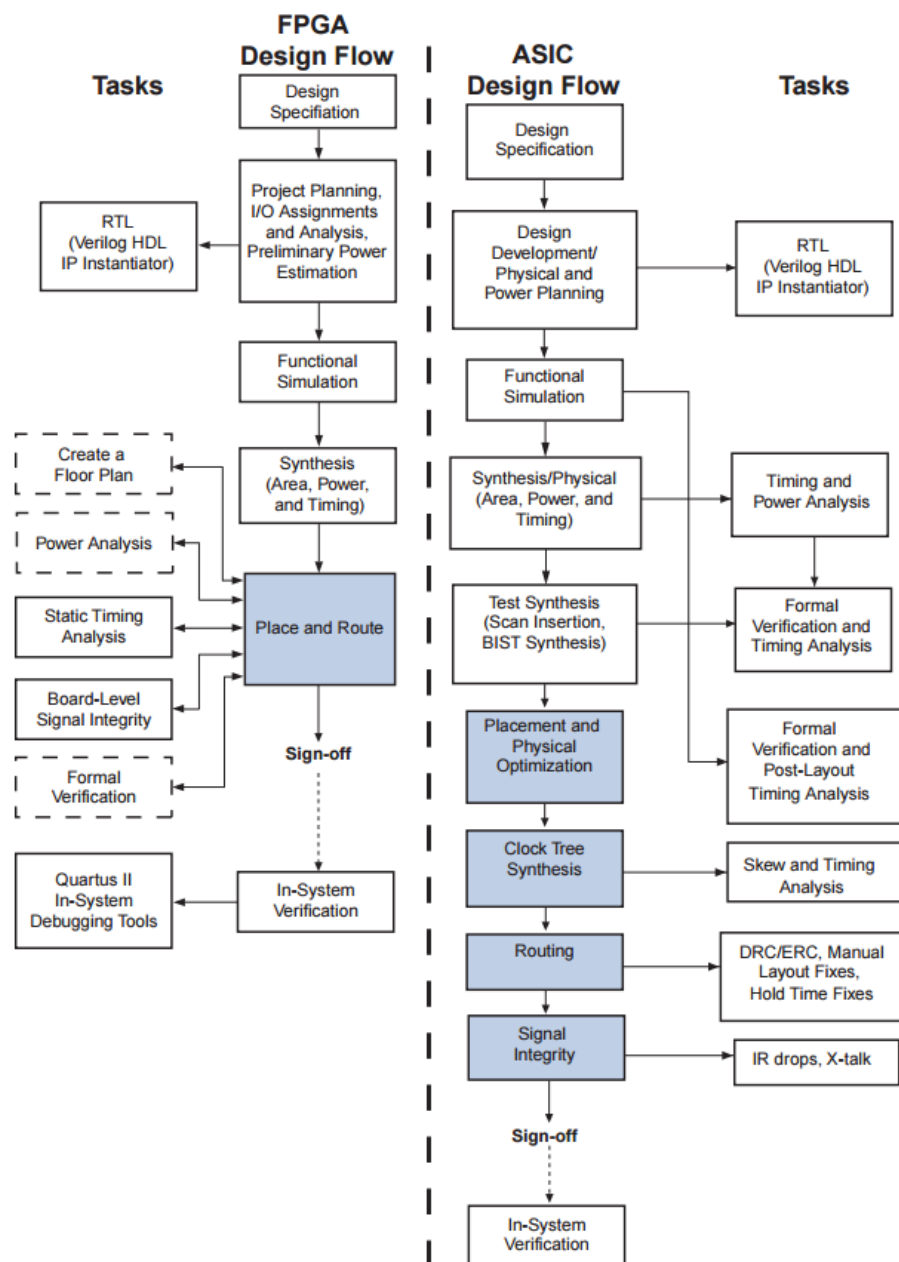 FPGA
Design Flow
Tasks
Design
Specifiation
Project Planning,
I/O Assignments
and Analysis,
Preliminary Power
Estimation
RTL
(Verilog HDL
IP Instantiator)
Functional
Simulation
Synthesis
(Area, Power,
and Timing)
Create a
Floor Plan
Power Analysis
Static Timing
Analysis
Board-Level
Signal Integrity
Formal
Verification
Place and Route
Sign-off
In-System
Verification
Quartus II
In-System
Debugging Tools
ASIC
Design Flow
Tasks
Design
Specification
Design
Development/
Physical and
Power Planning
RTL
(Verilog HDL
IP Instantiator)
Functional
Simulation
Synthesis/Physical
(Area, Power, and
Timing)
Timing and
Power Analysis
Test Synthesis
(Scan Insertion,
BIST Synthesis)
Formal
Verification and
Timing Analysis
Placement and
Physical
Optimization
Formal
Verification and
Post-Layout
Timing Analysis
Clock Tree
Synthesis
Skew and Timing
Analysis
Routing
DRC/ERC, Manual
Layout Fixes,
Hold Time Fixes
Signal
Integrity
IR drops, X-talk
Sign-off
In-System
Verification